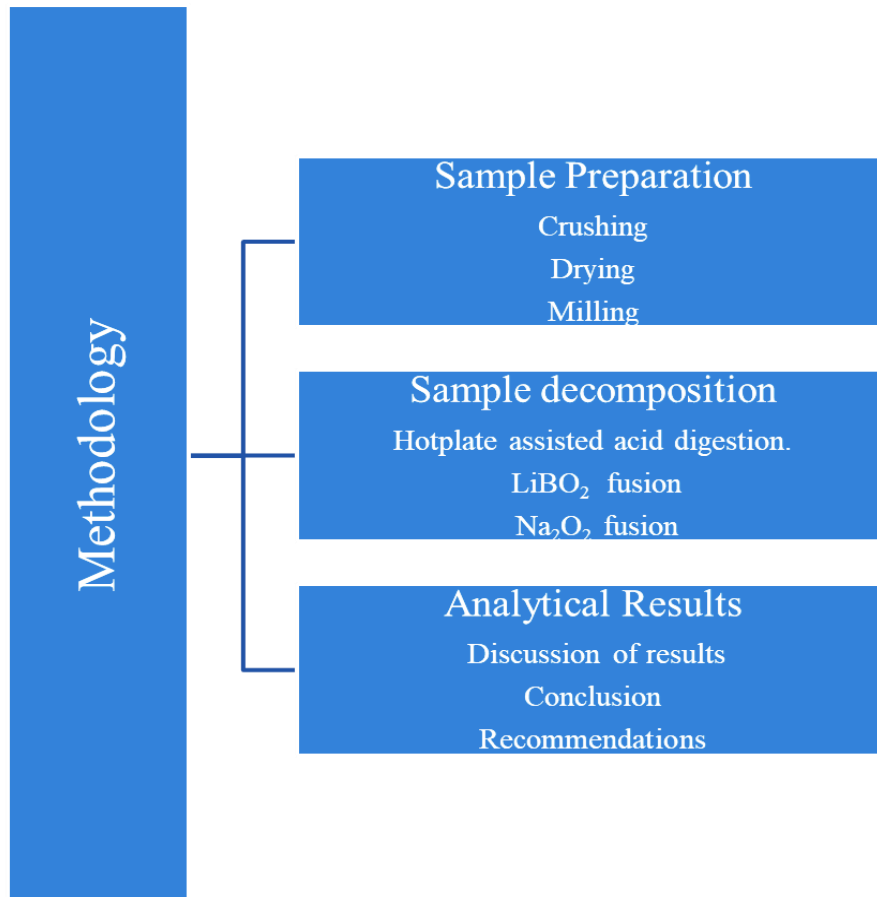 Methodology
Sample Preparation
Crushing
Drying
Milling
Sample decomposition
Hotplate assisted acid digestion.
LiBO₂ fusion
Na₂O₂ fusion
Analytical Results
Discussion of results
Conclusion
Recommendations